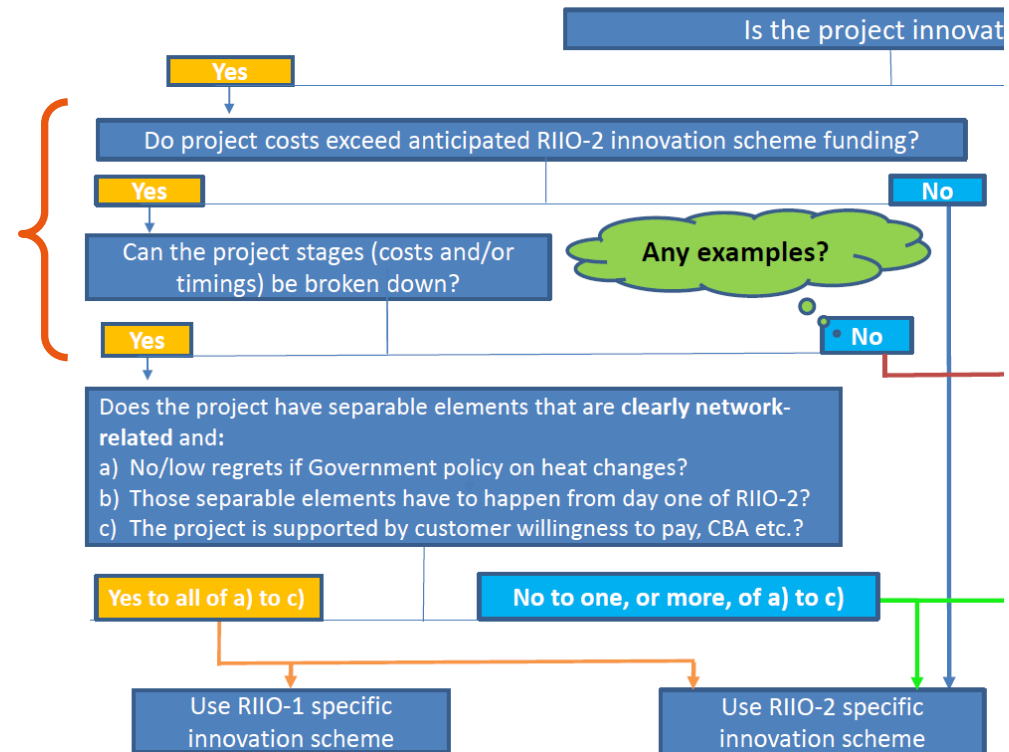 Is the project innovat
Yes
Do project costs exceed anticipated RIIO-2 innovation scheme funding?
Yes
No
Can the project stages (costs and/or
timings) be broken down?
Any examples?
Yes
No
Does the project have separable elements that are clearly network-
related and:
a) No/low regrets if Government policy on heat changes?
b) Those separable elements have to happen from day one of RIIO-2?
c) The project is supported by customer willingness to pay, CBA etc.?
Yes to all of a) to c)
No to one, or more, of a) to c)
Use RIIO-1 specific
innovation scheme
Use RIIO-2 specific
innovation scheme